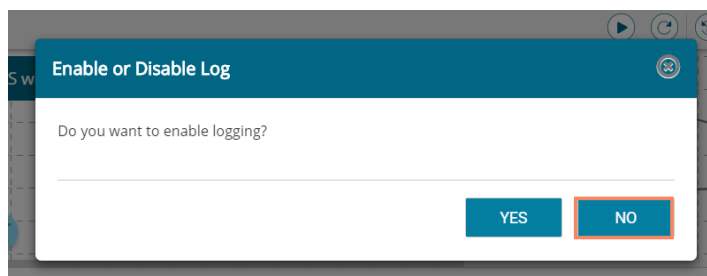 S w
Enable or Disable Log
Do you want to enable logging?
YES
NO